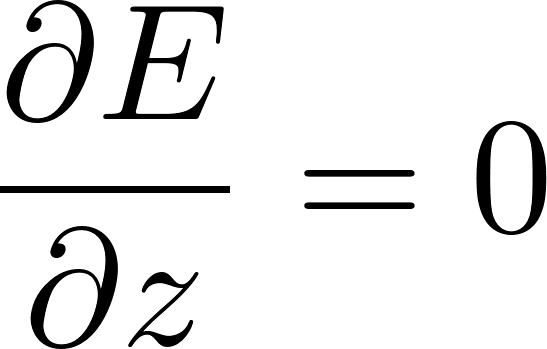 ∂E/∂z = 0